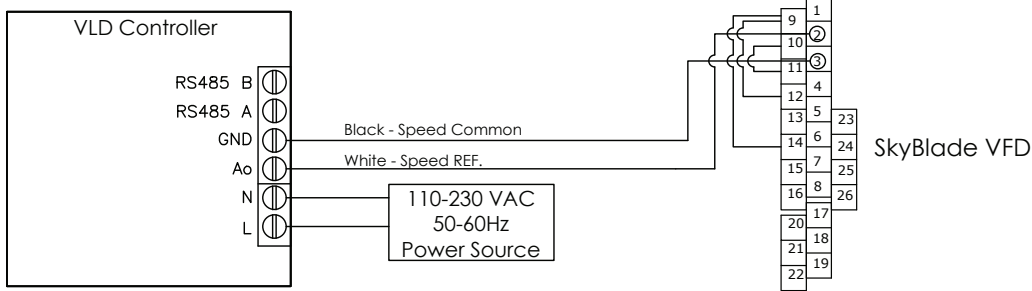 VLD Controller
RS485 B
RS485 A
GND
Ao
N
L
Black - Speed Common
White - Speed REF.
110-230 VAC
50-60Hz
Power Source
1
9
2
10
3
11
4
12
5
13
23
6
14
24
7
15
25
8
16
26
17
20
18
21
19
22
SkyBlade VFD